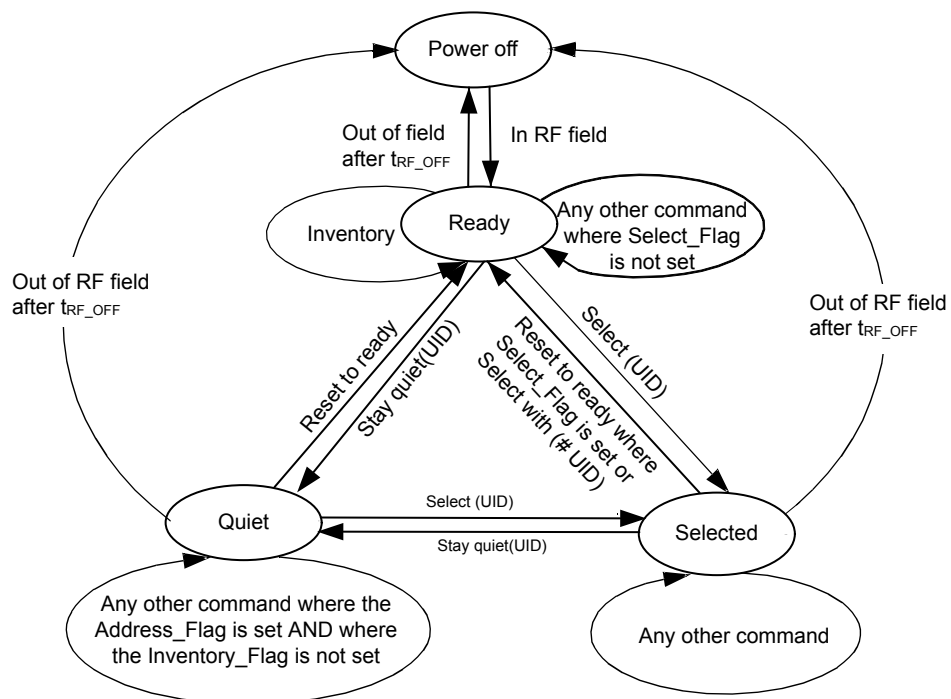 Power off
Out of field
after tRF_OFF
In RF field
Inventory
Ready
Any other command
where Select_Flag
is not set
Out of RF field
after tRF_OFF
Out of RF field
after tRF_OFF
Reset to ready
Stay quiet(UID)
Reset to ready where
Select_Flag is set or
Select with (# UID)
Select (UID)
Quiet
Select (UID)
Stay quiet(UID)
Selected
Any other command where the
Address_Flag is set AND where
the Inventory_Flag is not set
Any other command